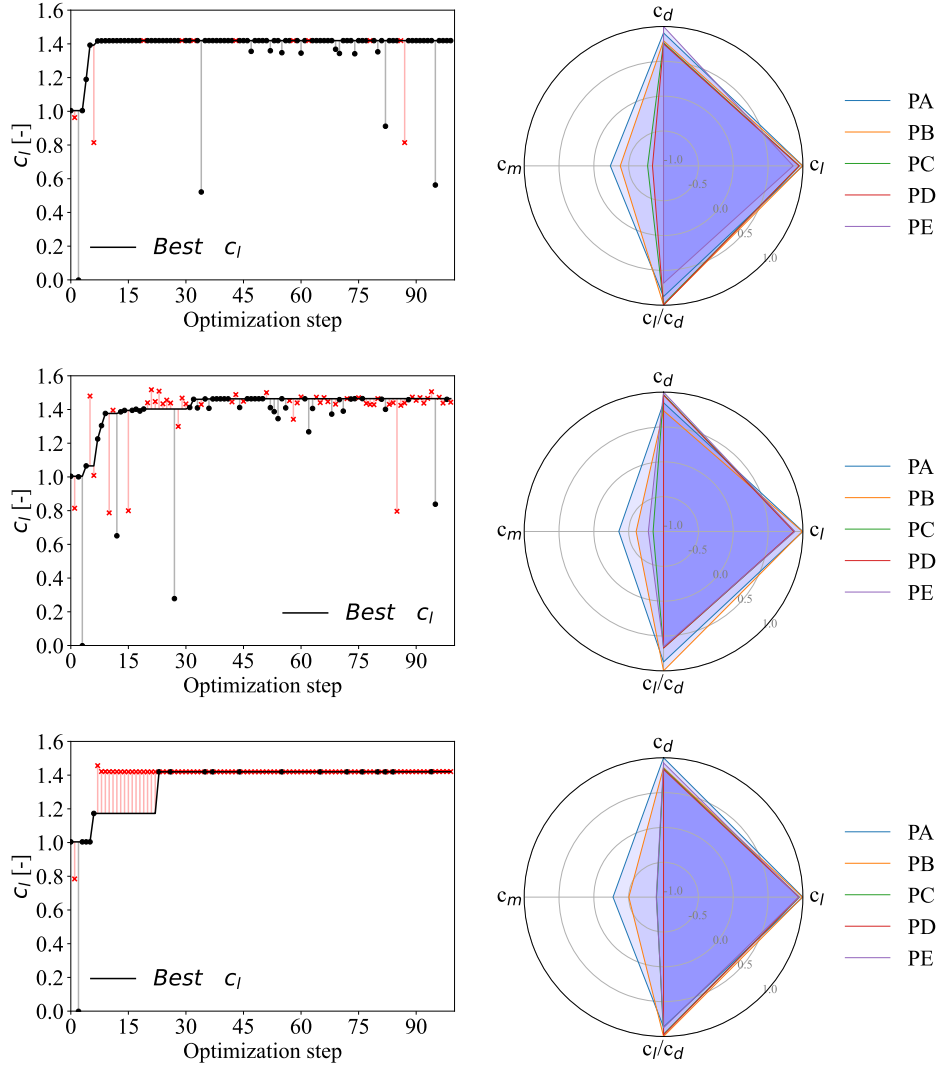 1.6
1.4
1.2
1.0
0.8
0.6
0.4
0.2
0.0
c_l [-]
Best c_l
0 15 30 45 60 75 90
Optimization step
c_d
c_m
c_l
c_l/c_d
-1.0
-0.5
0.0
0.5
1.0
PA
PB
PC
PD
PE
1.6
1.4
1.2
1.0
0.8
0.6
0.4
0.2
0.0
c_l [-]
Best c_l
0 15 30 45 60 75 90
Optimization step
c_d
c_m
c_l
c_l/c_d
-1.0
-0.5
0.0
0.5
1.0
PA
PB
PC
PD
PE
1.6
1.4
1.2
1.0
0.8
0.6
0.4
0.2
0.0
c_l [-]
Best c_l
0 15 30 45 60 75 90
Optimization step
c_d
c_m
c_l
c_l/c_d
-1.0
-0.5
0.0
0.5
1.0
PA
PB
PC
PD
PE